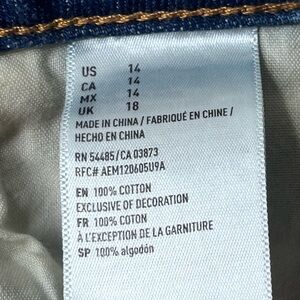 US 14
CA 14
MX 14
UK 18
MADE IN CHINA / FABRIQUÉ EN CHINE /
HECHO EN CHINA
RN 54485/CA 03873
RFC# AEM120605U9A
EN 100% COTTON
EXCLUSIVE OF DECORATION
FR 100% COTON
À L'EXCEPTION DE LA GARNITURE
SP 100% algodón